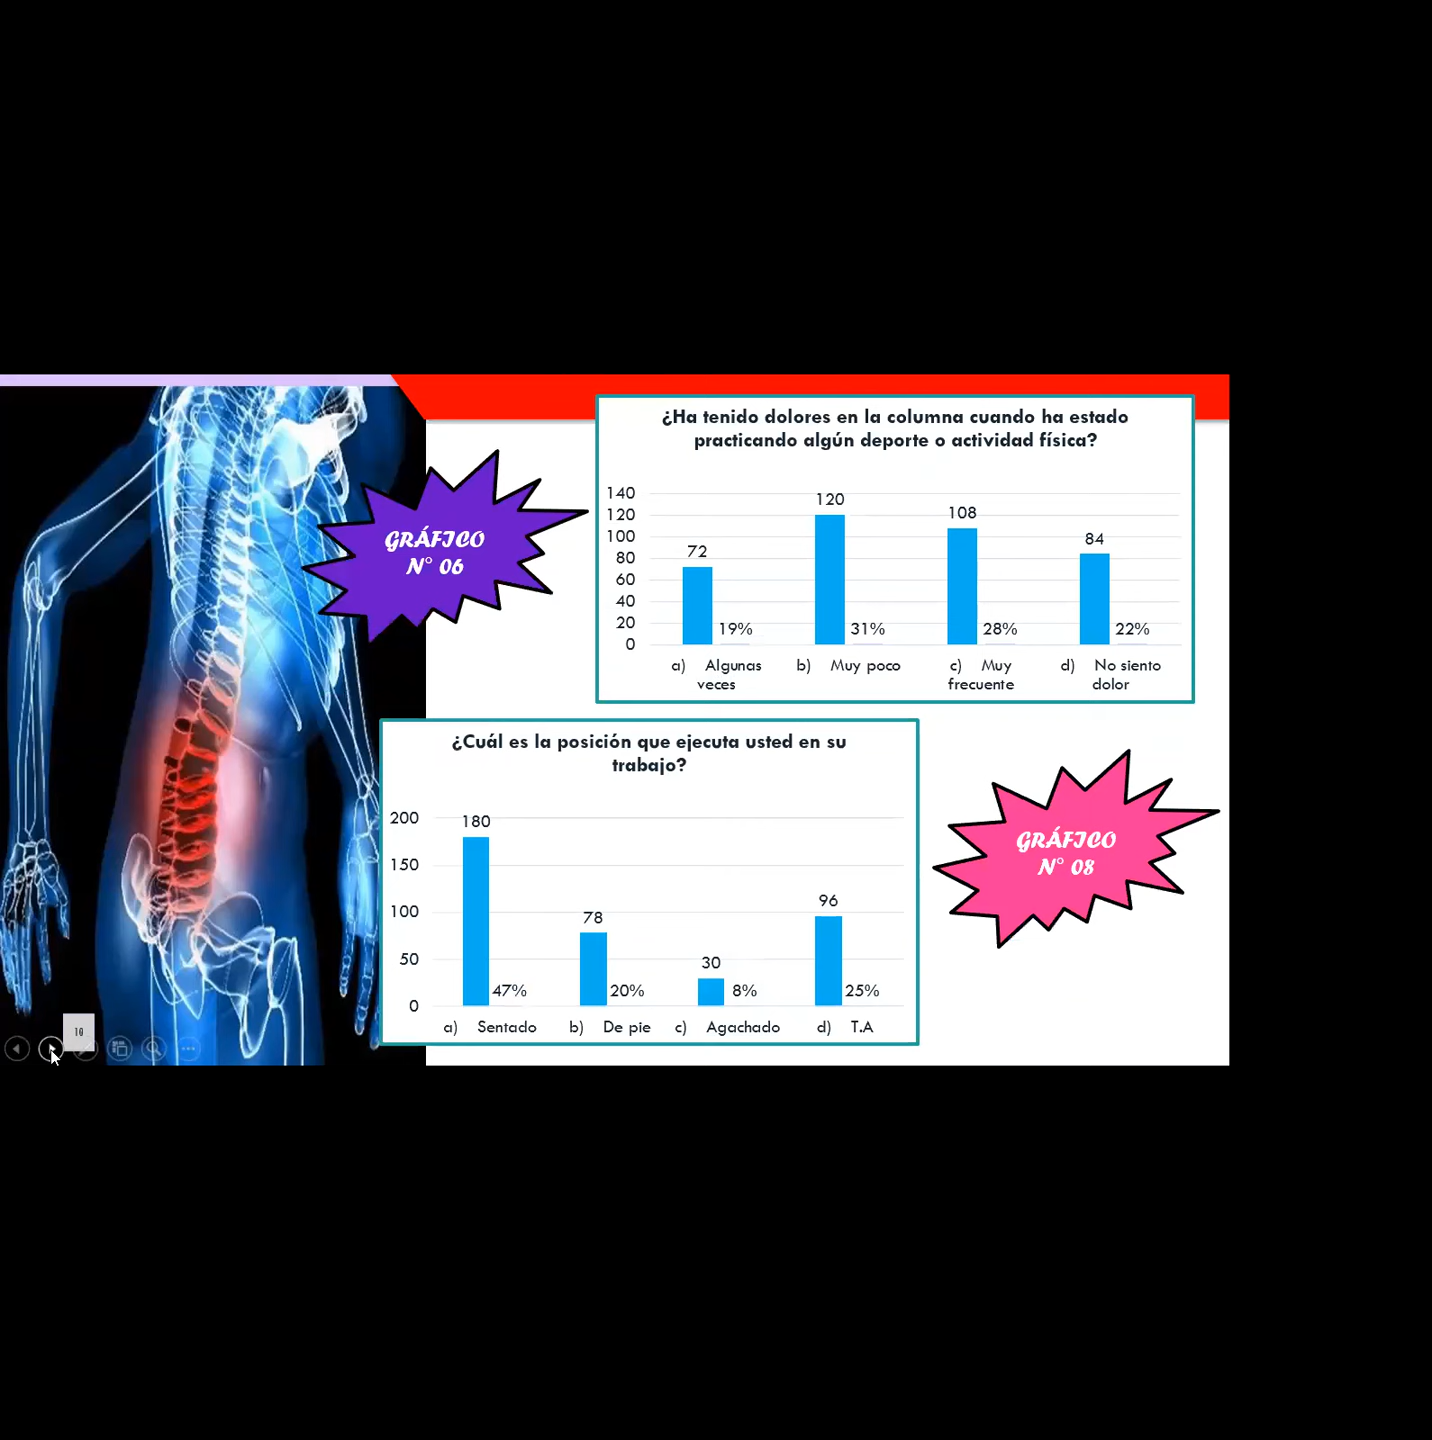 ¿Ha tenido dolores en la columna cuando ha estado
practicando algún deporte o actividad física?
GRÁFICO
N° 06
140
120
100
80
60
40
20
0
72
120
108
84
19%
31%
28%
22%
a) Algunas
veces
b) Muy poco
c) Muy
frecuente
d) No siento
dolor
¿Cuál es la posición que ejecuta usted en su
trabajo?
200
150
100
50
0
180
78
30
96
47%
20%
8%
25%
a) Sentado
b) De pie
c) Agachado
d) T.A
GRÁFICO
N° 08
10